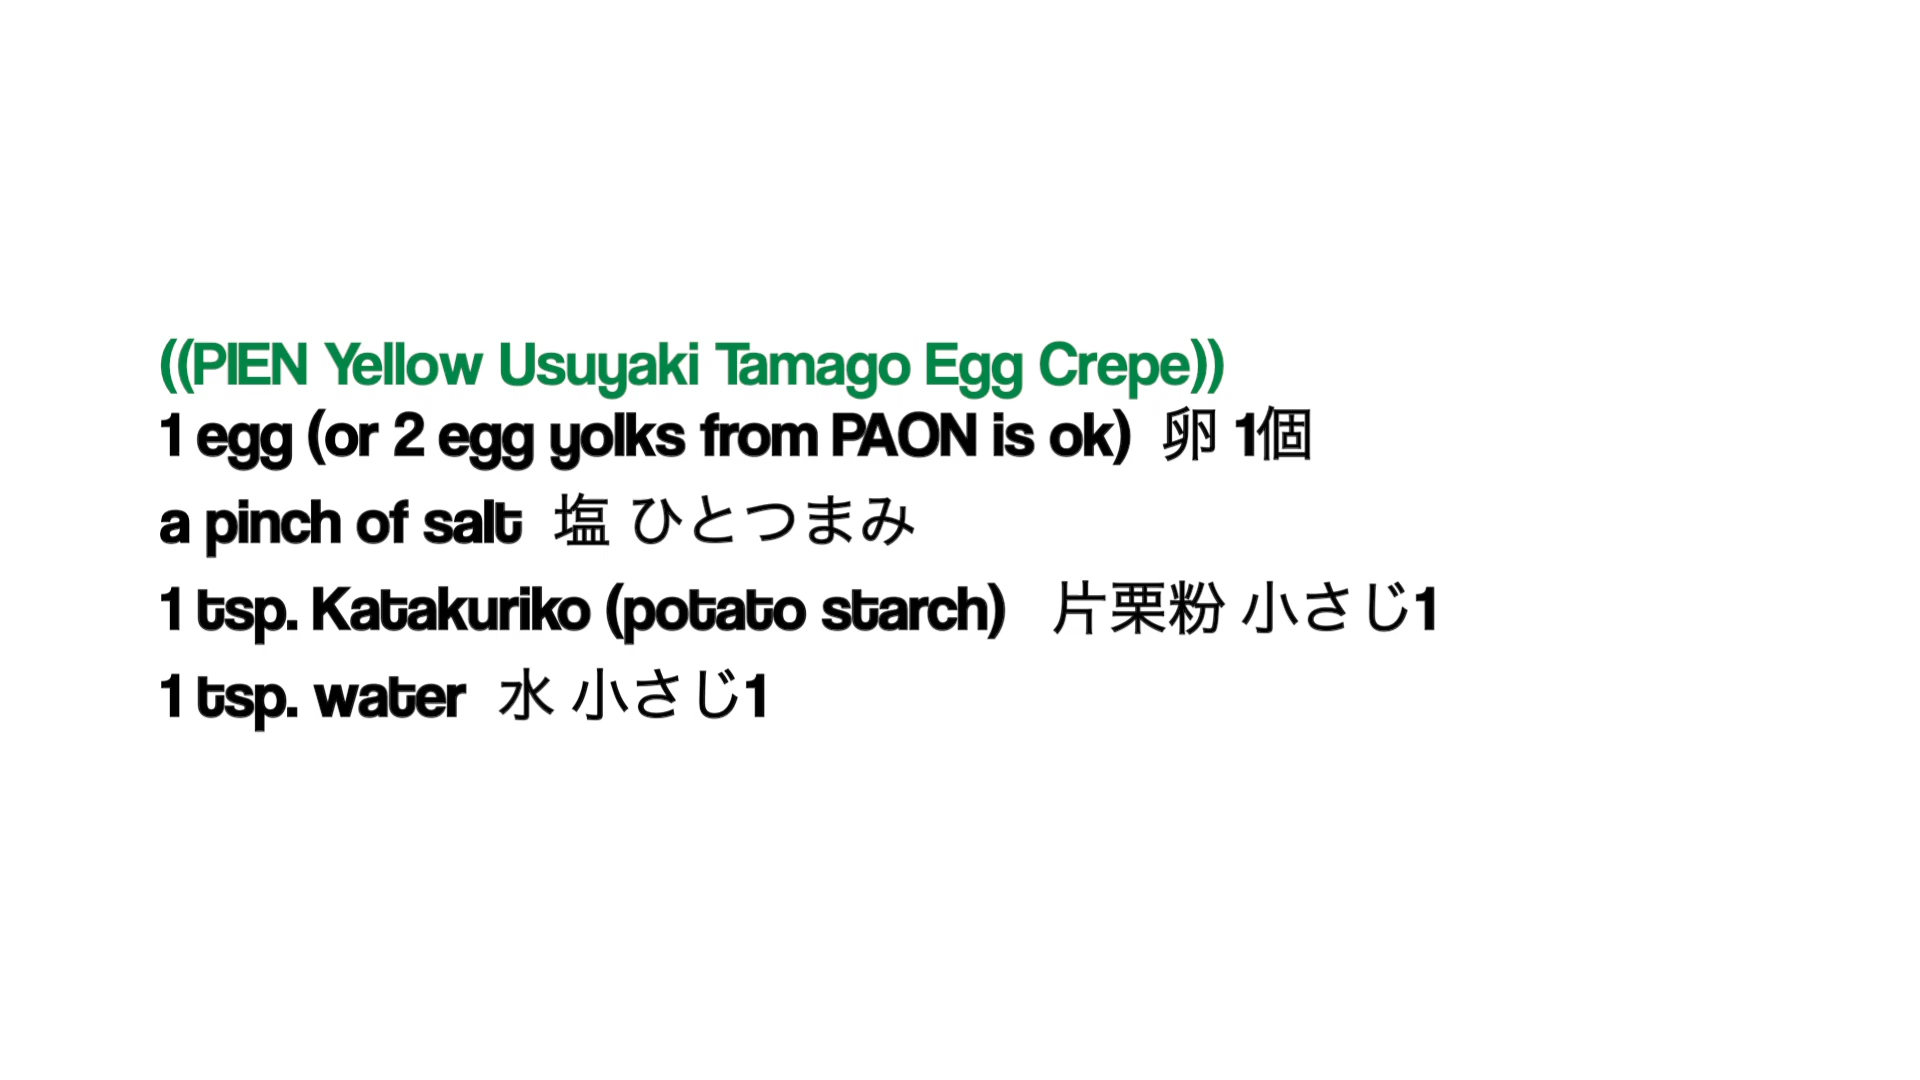 ((PIEN Yellow Usuyaki Tamago Egg Crepe))
1 egg (or 2 egg yolks from PAON is ok) 卵 1個
a pinch of salt 塩 ひとつまみ
1 tsp. Katakuriko (potato starch) 片栗粉 小さじ1
1 tsp. water 水 小さじ1